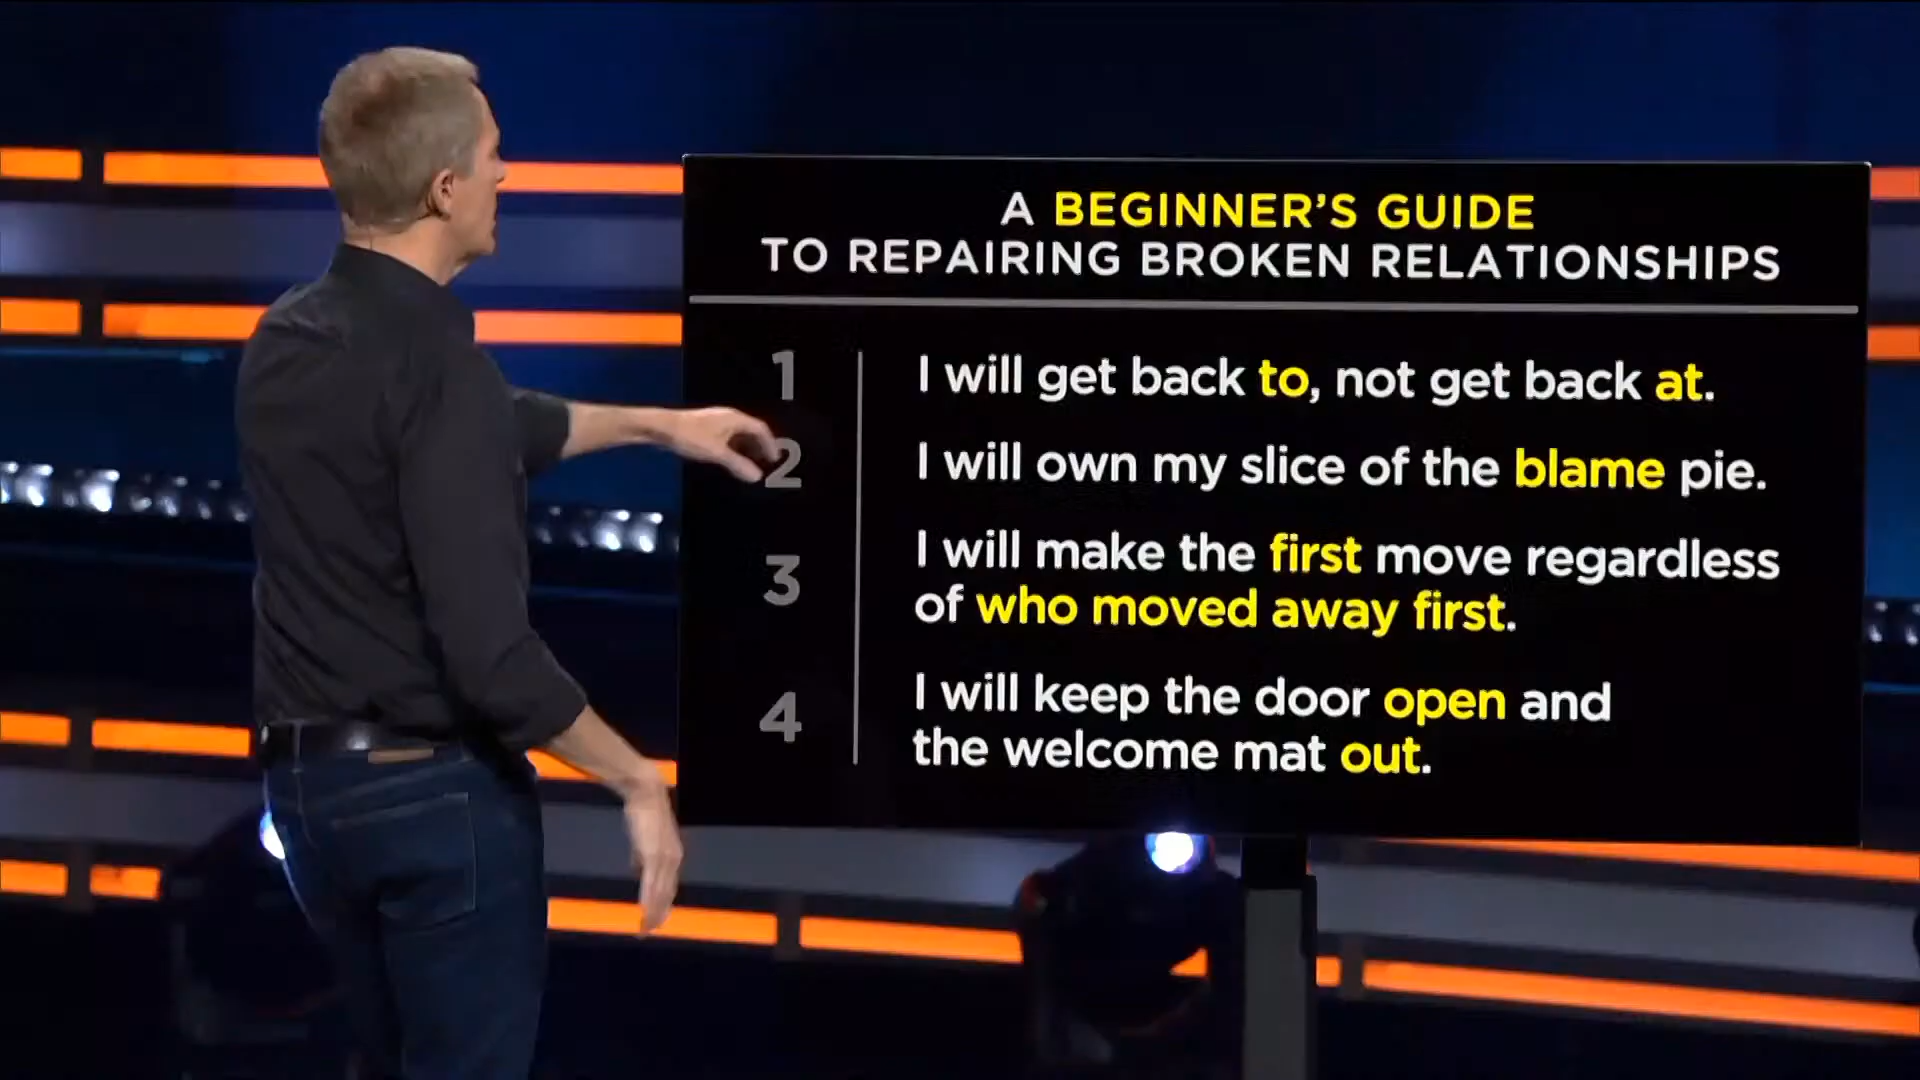 A BEGINNER'S GUIDE
TO REPAIRING BROKEN RELATIONSHIPS
1 I will get back to, not get back at.
2 I will own my slice of the blame pie.
3 I will make the first move regardless
of who moved away first.
4 I will keep the door open and
the welcome mat out.